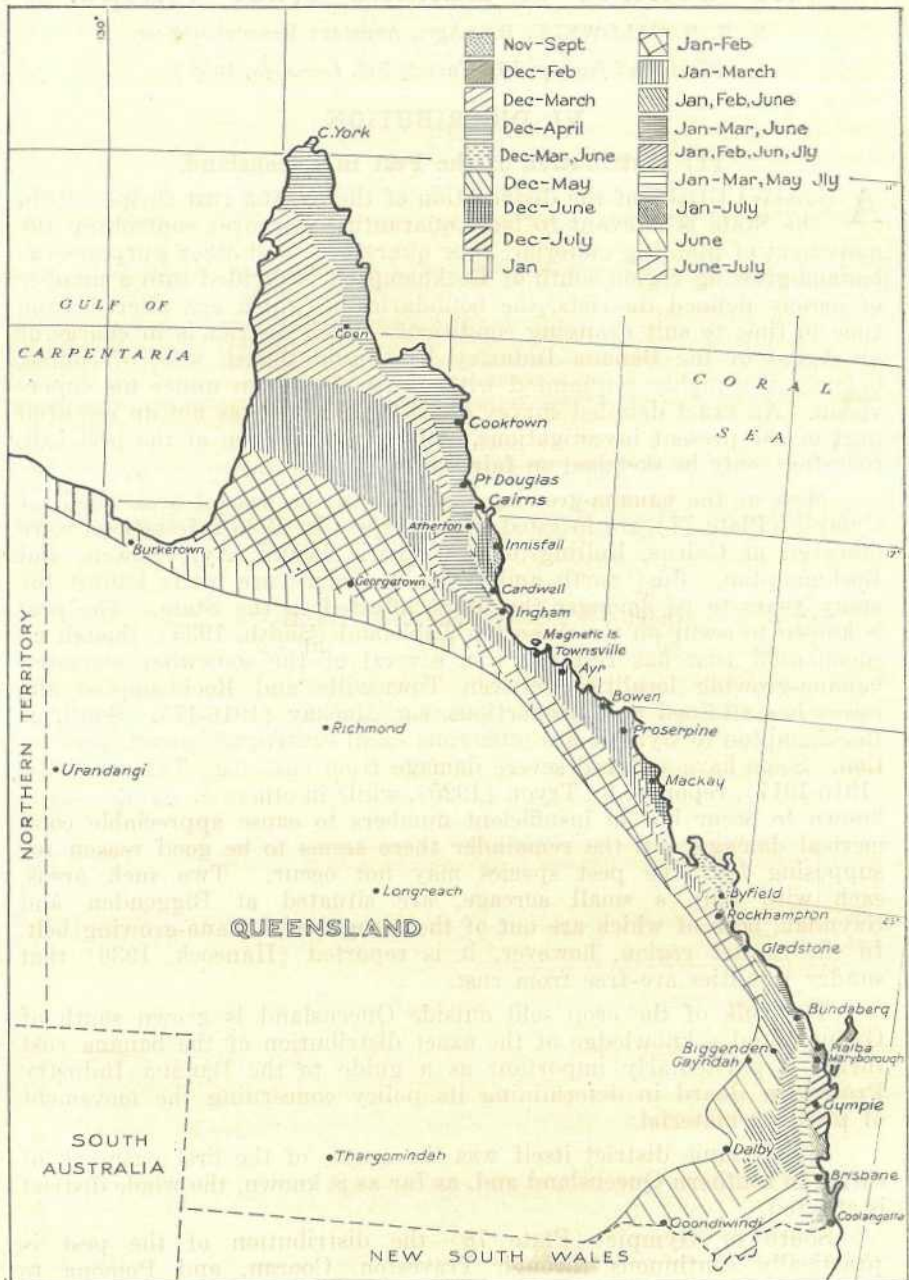 130°
Nov-Sept
Dec-Feb
Dec-March
Dec-April
Dec-Mar, June
Dec-May
Dec-June
Dec-July
Jan
Jan-Feb
Jan-March
Jan, Feb, June
Jan-Mar, June
Jan, Feb, Jun, Jly
Jan-Mar, May Jly
Jan-July
June
June-July
C. York
GULF OF
CARPENTARIA
Coen
CORAL
SEA
Cooktown
Pt Douglas
Cairns
Atherton
Innisfail
17°
Burketown
Georgetown
Cardwell
Ingham
Magnetic Is.
Townsville
Ayr
Bowen
NORTHERN TERRITORY
Richmond
Proserpine
Urandangi
Mackay
Longreach
Byfield
QUEENSLAND
Rockhampton
Gladstone
Bundaberg
Biggenden
Gayndah
Pialba
Maryborough
Gympie
SOUTH
AUSTRALIA
Thargomindah
Dalby
Brisbane
Goondiwindi
Coolangatta
NEW SOUTH WALES